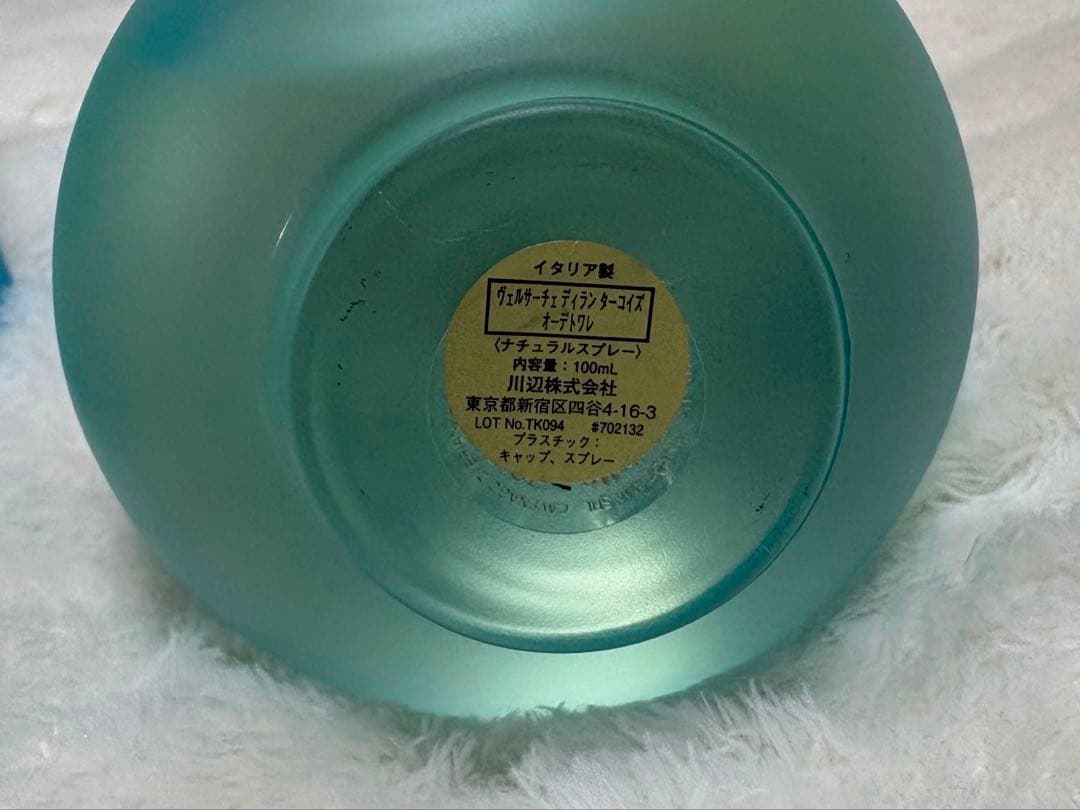 イタリア製
ヴェルサーチェ ディラン ターコイズ
オーデトワレ
〈ナチュラルスプレー〉
内容量：100mL
川辺株式会社
東京都新宿区四谷4-16-3
LOT No.TK094 #702132
プラスチック：
キャップ、スプレー